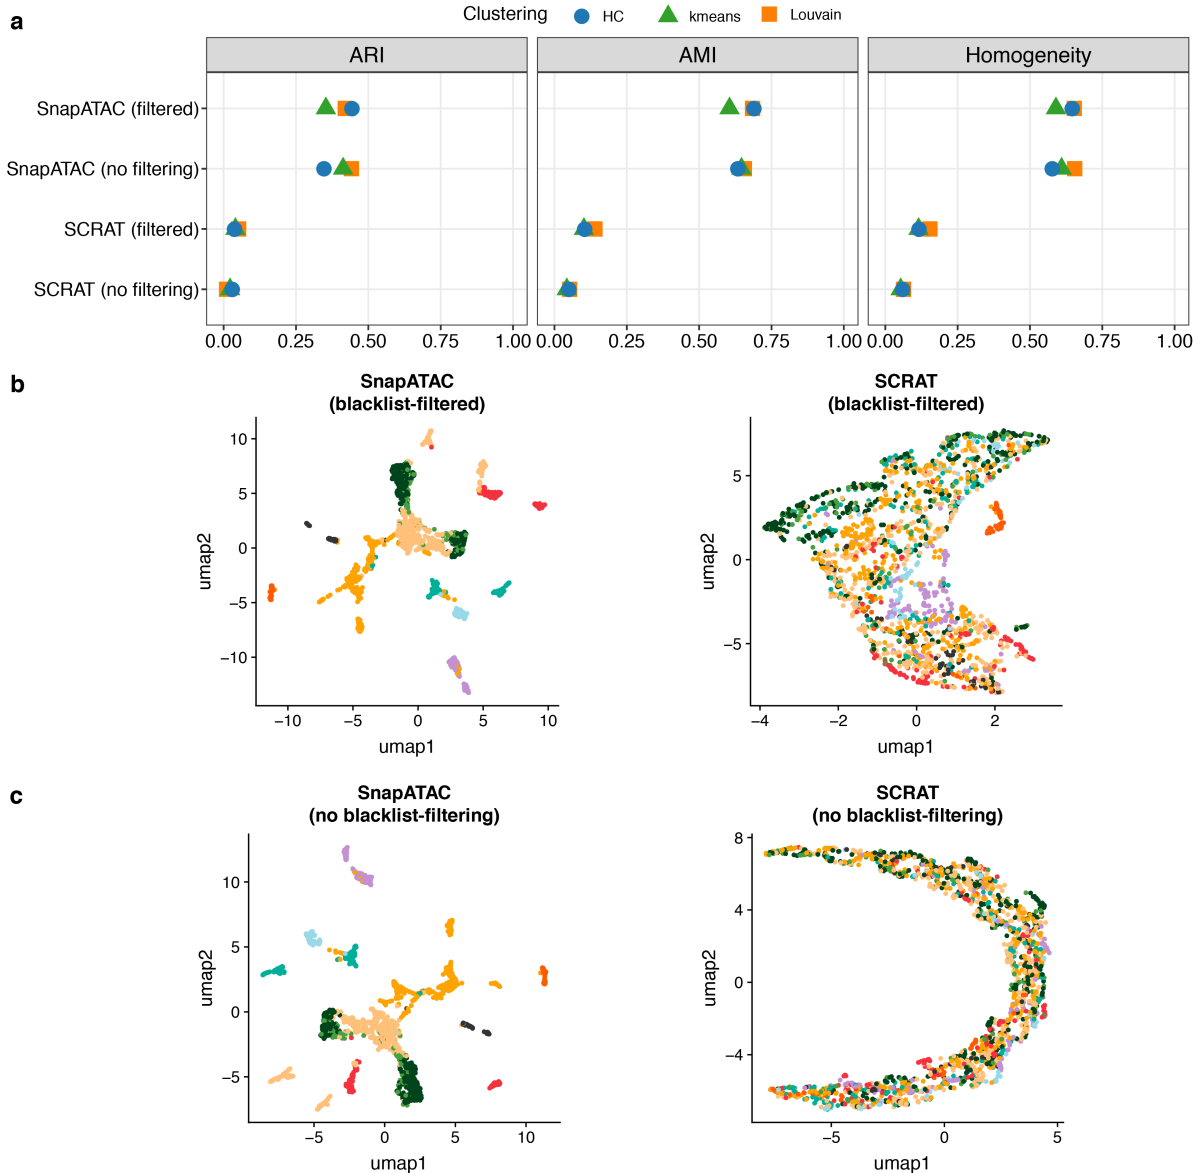 a
Clustering HC kmeans Louvain
ARI AMI Homogeneity
SnapATAC (filtered)
SnapATAC (no filtering)
SCRAT (filtered)
SCRAT (no filtering)
0.00 0.25 0.50 0.75 1.00 0.00 0.25 0.50 0.75 1.00 0.00 0.25 0.50 0.75 1.00
b
SnapATAC
(blacklist-filtered)
10
5
0
−5
−10
umap2
−10 −5 0 5 10
umap1
SCRAT
(blacklist-filtered)
5
0
−5
umap2
−4 −2 0 2
umap1
c
SnapATAC
(no blacklist-filtering)
10
5
0
−5
umap2
−5 0 5 10
umap1
SCRAT
(no blacklist-filtering)
8
4
0
−4
umap2
−5 0 5
umap1